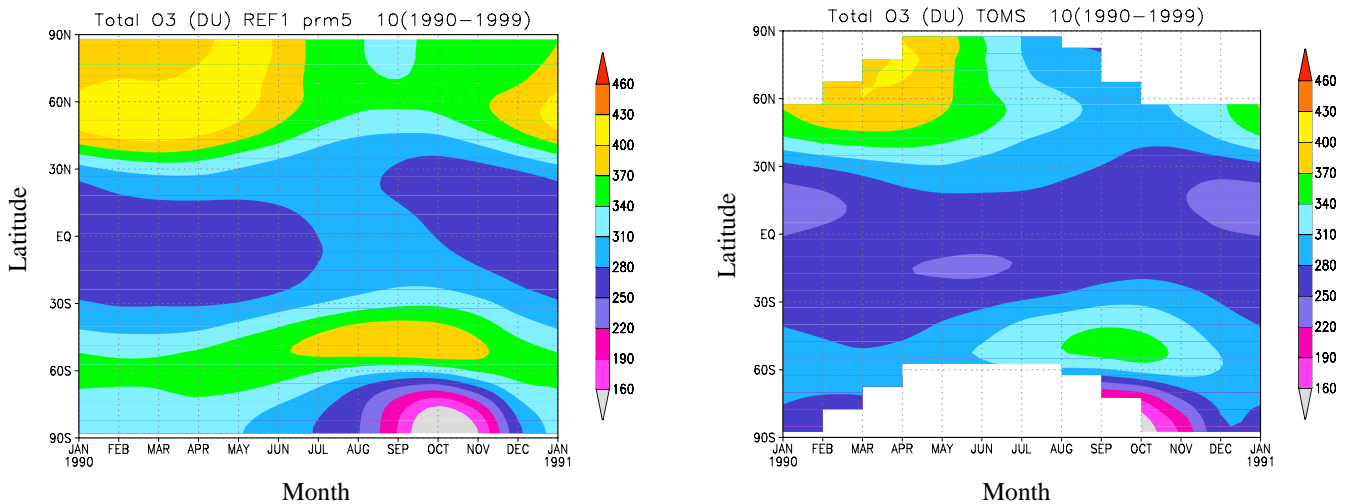 Total O3 (DU) REF1 prm5 10(1990−1999)
90N
60N
30N
EQ
30S
60S
90S
Latitude
JAN FEB MAR APR MAY JUN JUL AUG SEP OCT NOV DEC JAN
1990 1991
Month
460
430
400
370
340
310
280
250
220
190
160
Total O3 (DU) TOMS 10(1990−1999)
90N
60N
30N
EQ
30S
60S
90S
Latitude
JAN FEB MAR APR MAY JUN JUL AUG SEP OCT NOV DEC JAN
1990 1991
Month
460
430
400
370
340
310
280
250
220
190
160